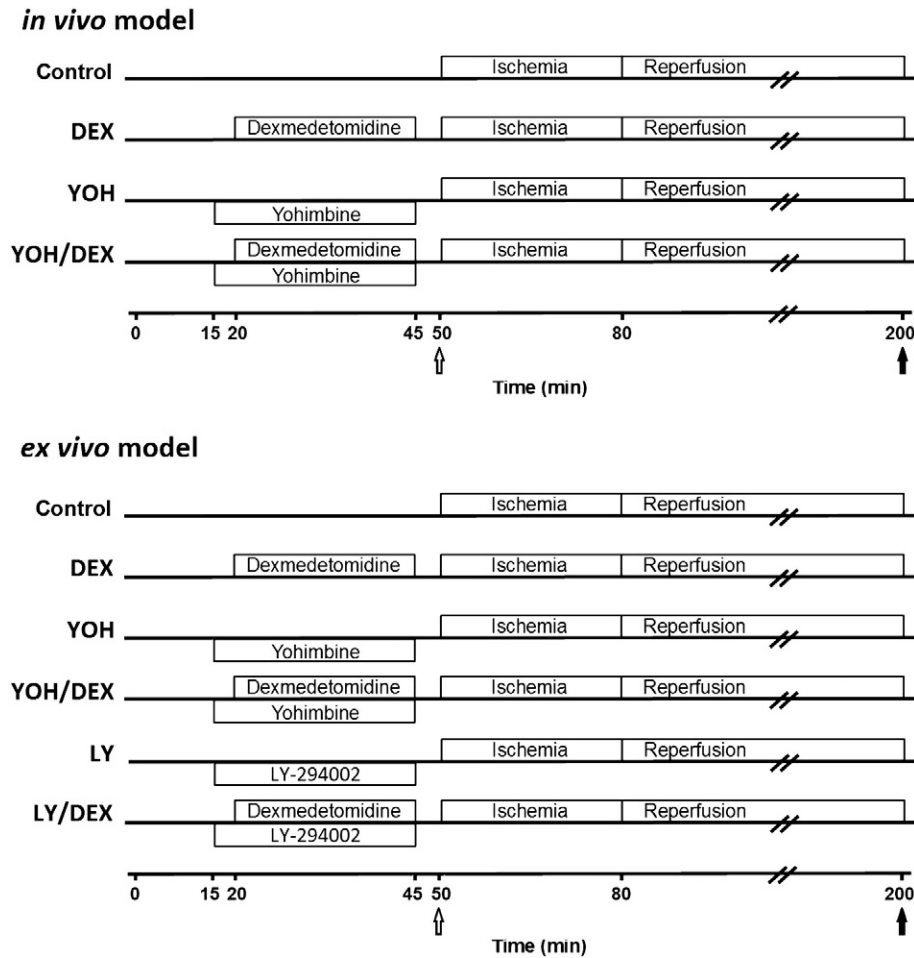 in vivo model
Control Ischemia Reperfusion
DEX Dexmedetomidine Ischemia Reperfusion
YOH Ischemia Reperfusion
Yohimbine
YOH/DEX Dexmedetomidine Ischemia Reperfusion
Yohimbine
0 15 20 45 50 80 200
Time (min)
ex vivo model
Control Ischemia Reperfusion
DEX Dexmedetomidine Ischemia Reperfusion
YOH Ischemia Reperfusion
Yohimbine
YOH/DEX Dexmedetomidine Ischemia Reperfusion
Yohimbine
LY Ischemia Reperfusion
LY-294002
LY/DEX Dexmedetomidine Ischemia Reperfusion
LY-294002
0 15 20 45 50 80 200
Time (min)